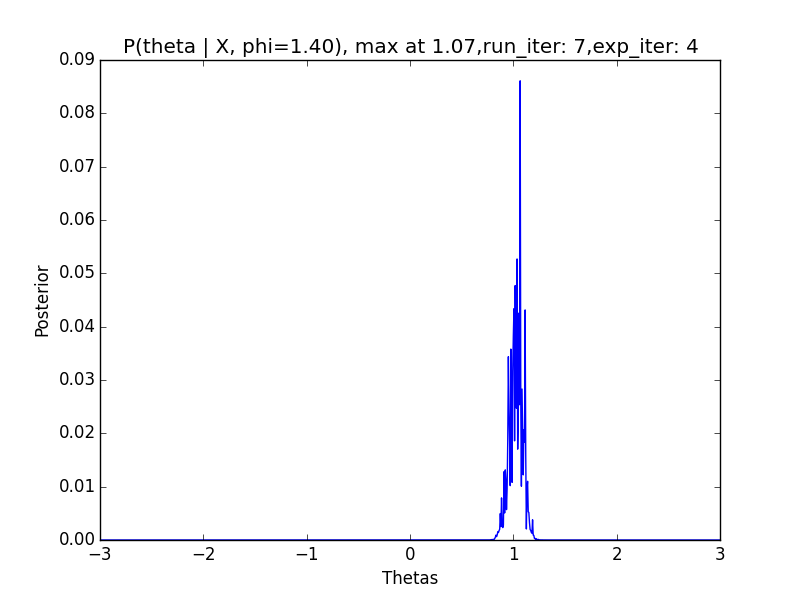 P(theta | X, phi=1.40), max at 1.07,run_iter: 7,exp_iter: 4
0.09
0.08
0.07
0.06
0.05
0.04
0.03
0.02
0.01
0.00
Posterior
−3 −2 −1 0 1 2 3
Thetas